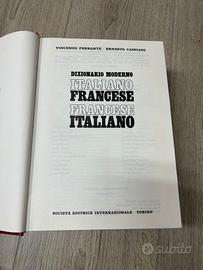 VINCENZO FERRANTE - ERNESTO CASSIANI
DIZIONARIO MODERNO
ITALIANO
FRANCESE
FRANCESE
ITALIANO
SOCIETÀ EDITRICE INTERNAZIONALE - TORINO
subito